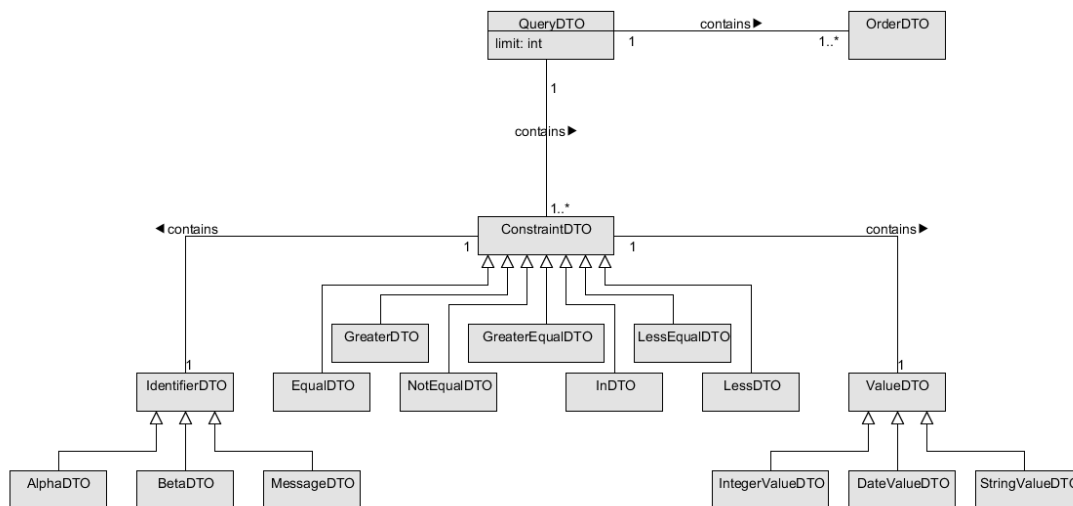 QueryDTO
limit: int
1
contains►
1..*
OrderDTO
1
contains►
1..*
ConstraintDTO
◄contains
1
1
contains►
GreaterDTO
GreaterEqualDTO
LessEqualDTO
EqualDTO
NotEqualDTO
InDTO
LessDTO
1
IdentifierDTO
1
ValueDTO
AlphaDTO
BetaDTO
MessageDTO
IntegerValueDTO
DateValueDTO
StringValueDTO